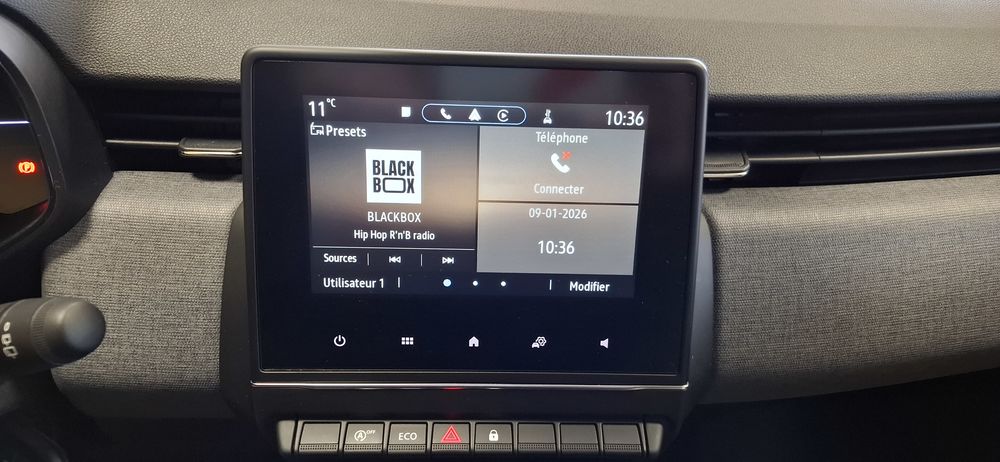 11°C
10:36
Presets
BLACK
BOX
BLACKBOX
Hip Hop R'n'B radio
Sources
Téléphone
Connecter
09-01-2026
10:36
Utilisateur 1
Modifier
A OFF
ECO